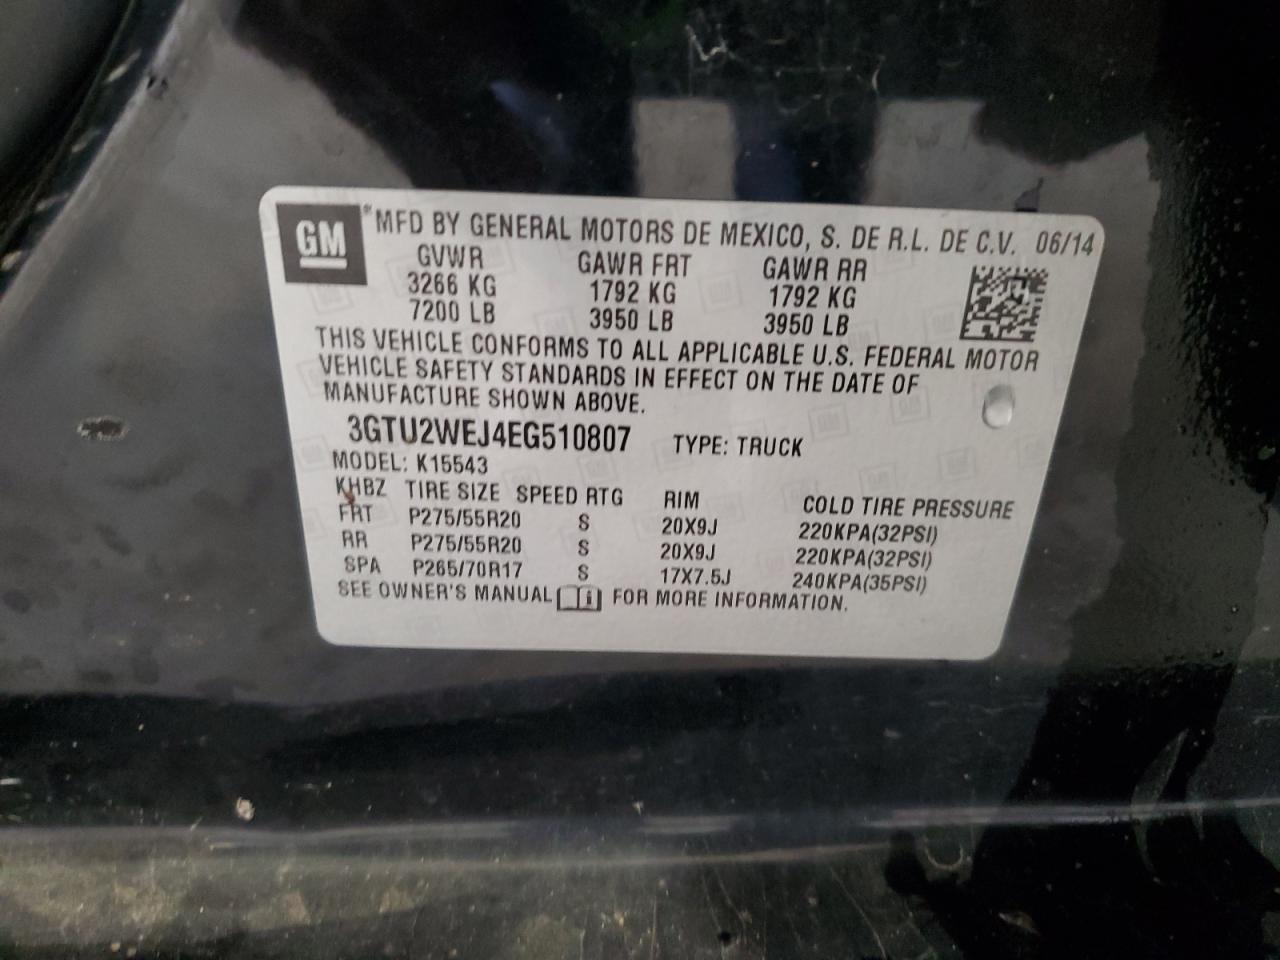 GM ® MFD BY GENERAL MOTORS DE MEXICO, S. DE R.L. DE C.V. 06/14
GVWR GAWR FRT GAWR RR
3266 KG 1792 KG 1792 KG
7200 LB 3950 LB 3950 LB
THIS VEHICLE CONFORMS TO ALL APPLICABLE U.S. FEDERAL MOTOR
VEHICLE SAFETY STANDARDS IN EFFECT ON THE DATE OF
MANUFACTURE SHOWN ABOVE.
3GTU2WEJ4EG510807 TYPE: TRUCK
MODEL: K15543
KHBZ TIRE SIZE SPEED RTG RIM COLD TIRE PRESSURE
FRT P275/55R20 S 20X9J 220KPA(32PSI)
RR P275/55R20 S 20X9J 220KPA(32PSI)
SPA P265/70R17 S 17X7.5J 240KPA(35PSI)
SEE OWNER'S MANUAL i FOR MORE INFORMATION.